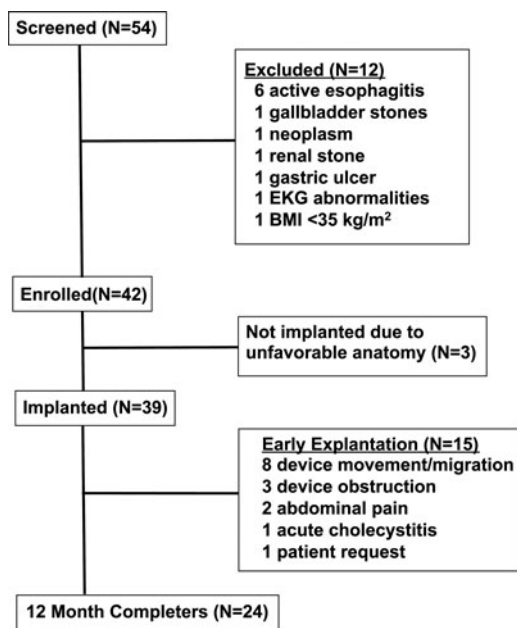 Screened (N=54)
Excluded (N=12)
6 active esophagitis
1 gallbladder stones
1 neoplasm
1 renal stone
1 gastric ulcer
1 EKG abnormalities
1 BMI <35 kg/m²
Enrolled(N=42)
Not implanted due to
unfavorable anatomy (N=3)
Implanted (N=39)
Early Explantation (N=15)
8 device movement/migration
3 device obstruction
2 abdominal pain
1 acute cholecystitis
1 patient request
12 Month Completers (N=24)